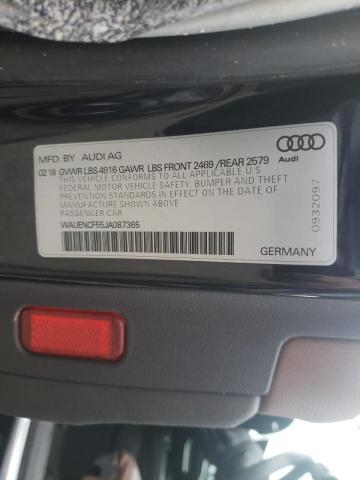 MFD. BY AUDI AG
02 18 GVWR LBS 4916 GAWR LBS FRONT 2469 /REAR 2579
THIS VEHICLE CONFORMS TO ALL APPLICABLE U.S
FEDERAL MOTOR VEHICLE SAFETY, BUMPER AND THEFT
PREVENTION STANDARDS IN EFFECT ON THE DATE OF
MANUFACTURE SHOWN ABOVE
PASSENGER CAR
WAUENCF55JA087365
GERMANY
Audi
0932097